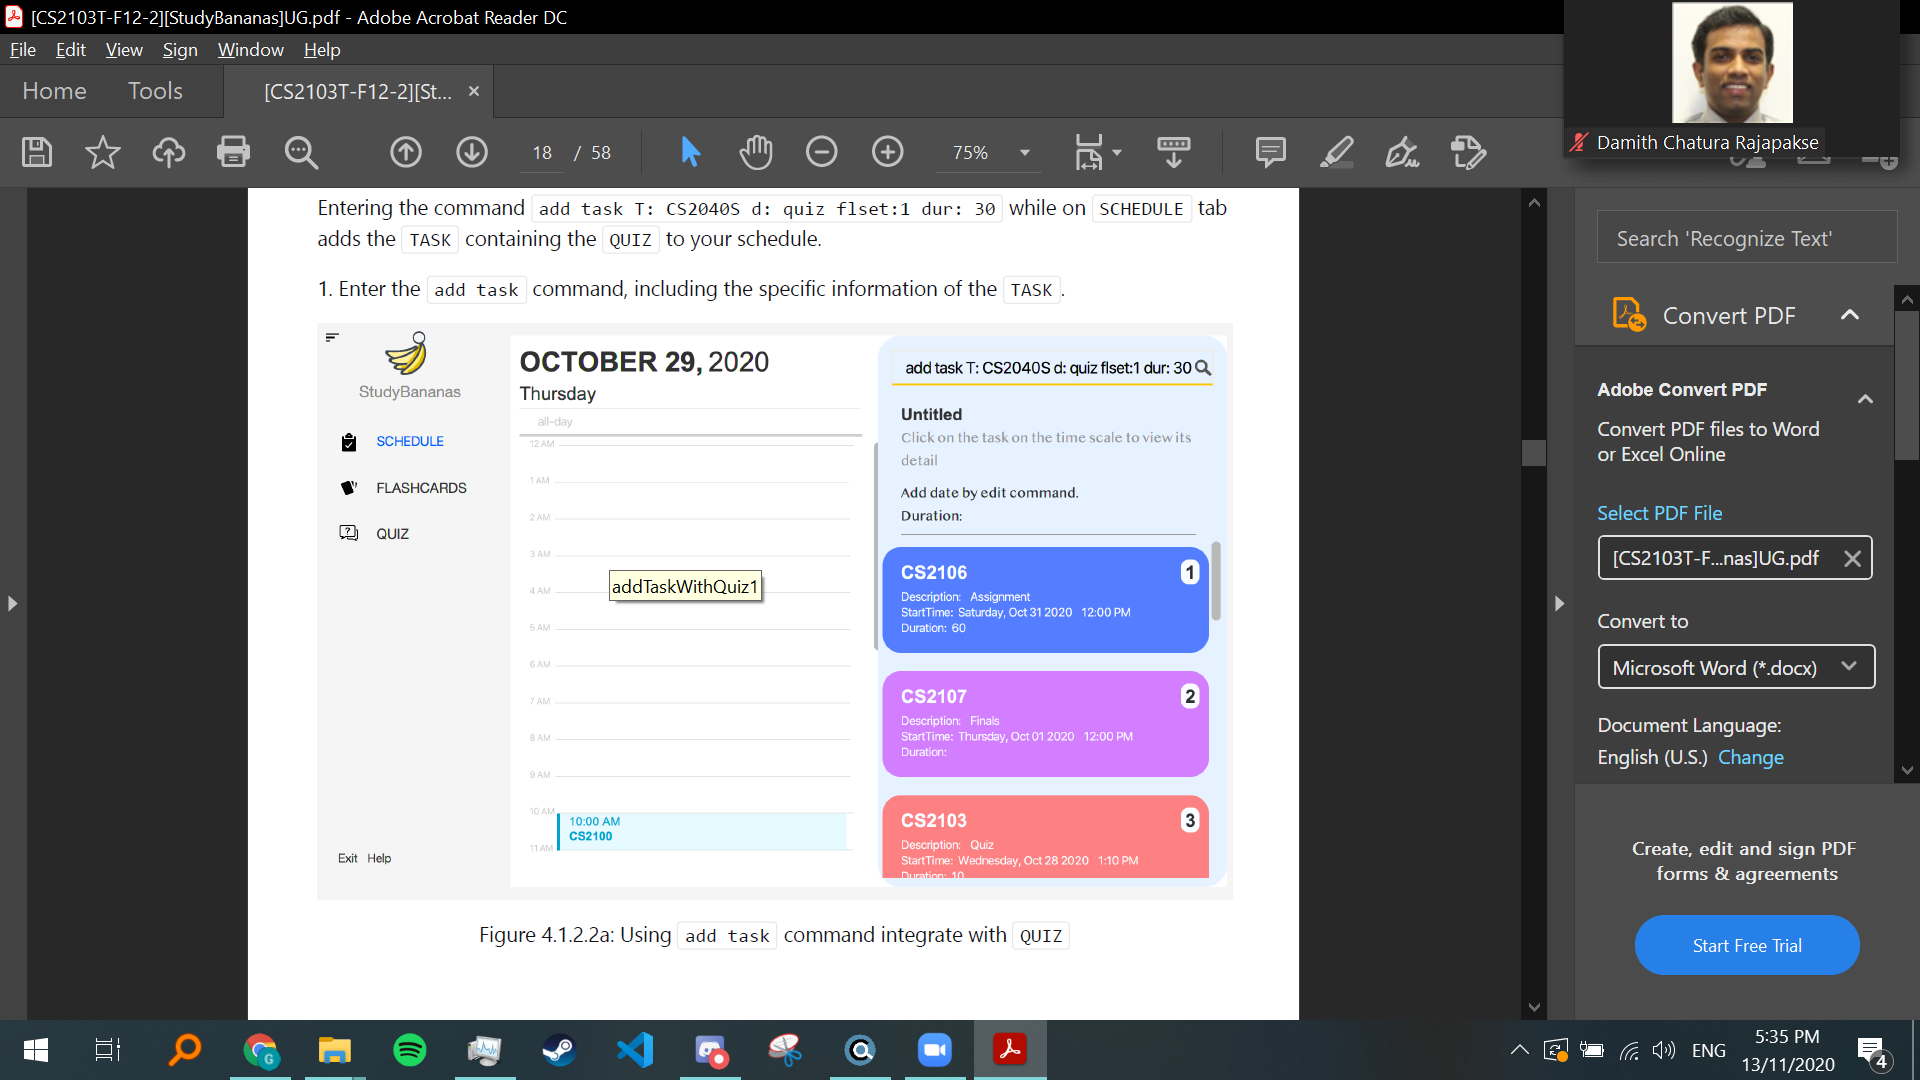 [CS2103T-F12-2][StudyBananas]UG.pdf - Adobe Acrobat Reader DC
File Edit View Sign Window Help
Home Tools [CS2103T-F12-2][St... ×
18 / 58 75%
Damith Chatura Rajapakse
Entering the command add task T: CS2040S d: quiz flset:1 dur: 30 while on SCHEDULE tab
adds the TASK containing the QUIZ to your schedule.
1. Enter the add task command, including the specific information of the TASK.
StudyBananas
SCHEDULE
FLASHCARDS
QUIZ
Exit Help
OCTOBER 29, 2020
Thursday
all-day
12 AM
1 AM
2 AM
3 AM
4 AM
5 AM
6 AM
7 AM
8 AM
9 AM
10 AM
10:00 AM
CS2100
11 AM
addTaskWithQuiz1
add task T: CS2040S d: quiz flset:1 dur: 30
Untitled
Click on the task on the time scale to view its
detail
Add date by edit command.
Duration:
CS2106 1
Description: Assignment
StartTime: Saturday, Oct 31 2020 12:00 PM
Duration: 60
CS2107 2
Description: Finals
StartTime: Thursday, Oct 01 2020 12:00 PM
Duration:
CS2103 3
Description: Quiz
StartTime: Wednesday, Oct 28 2020 1:10 PM
Duration: 10
Figure 4.1.2.2a: Using add task command integrate with QUIZ
Search 'Recognize Text'
Convert PDF
Adobe Convert PDF
Convert PDF files to Word
or Excel Online
Select PDF File
[CS2103T-F...nas]UG.pdf
Convert to
Microsoft Word (*.docx)
Document Language:
English (U.S.) Change
Create, edit and sign PDF
forms & agreements
Start Free Trial
ENG
5:35 PM
13/11/2020
4